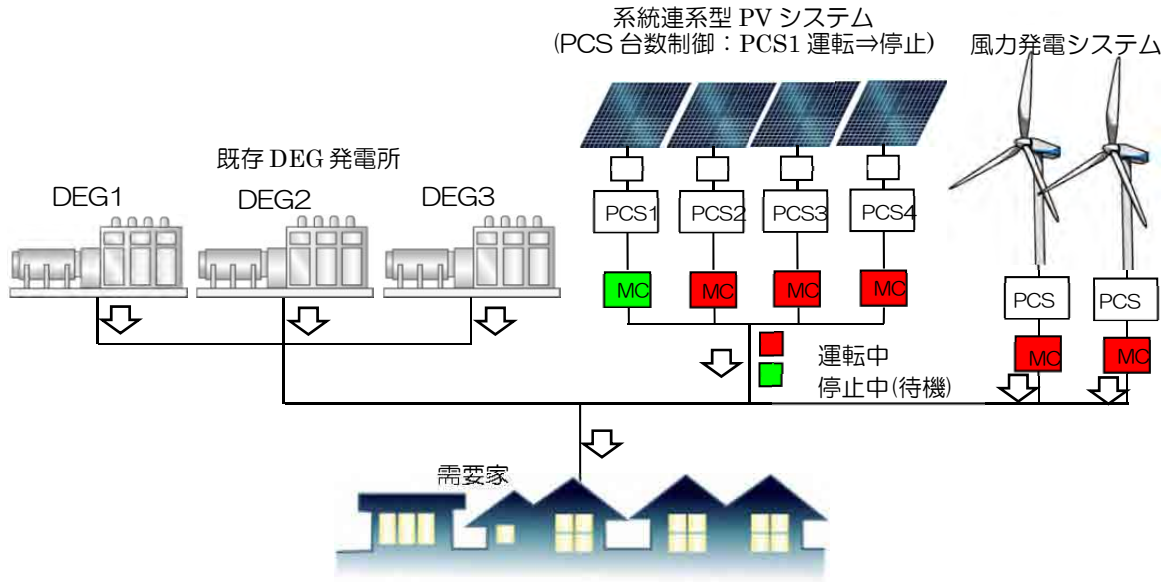 系統連系型 PV システム
(PCS 台数制御：PCS1 運転⇒停止)
風力発電システム
既存 DEG 発電所
DEG1
DEG2
DEG3
PCS1
PCS2
PCS3
PCS4
MC
MC
MC
MC
PCS
PCS
MC
MC
運転中
停止中(待機)
需要家